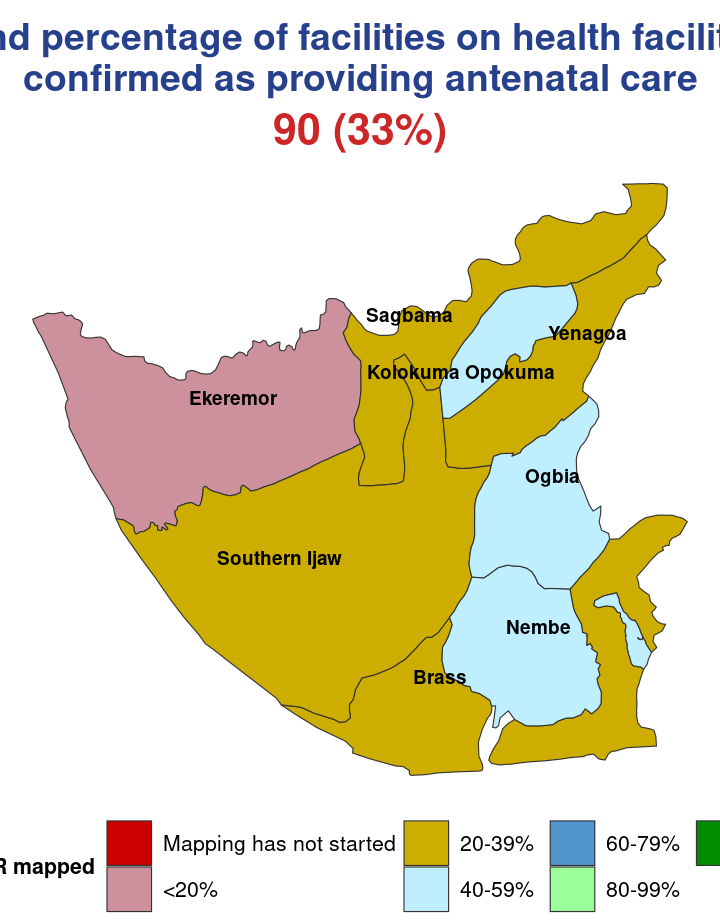 percentage of facilities on health
confirmed as providing antenatal care
90 (33%)
Sagbama
Yenagoa
Kolokuma Opokuma
Ekeremor
Ogbia
Southern Ijaw
Nembe
Brass
mapped
Mapping has not started
20-39%
60-79%
<20%
40-59%
80-99%